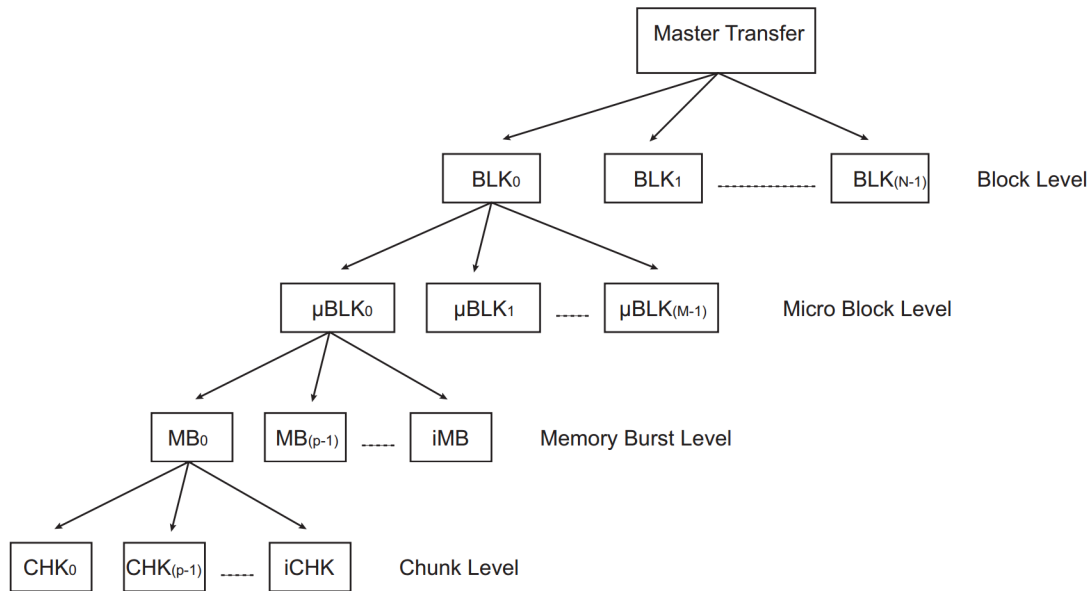 Master Transfer
BLK0 BLK1 BLK(N-1) Block Level
µBLK0 µBLK1 µBLK(M-1) Micro Block Level
MB0 MB(p-1) iMB Memory Burst Level
CHK0 CHK(p-1) iCHK Chunk Level